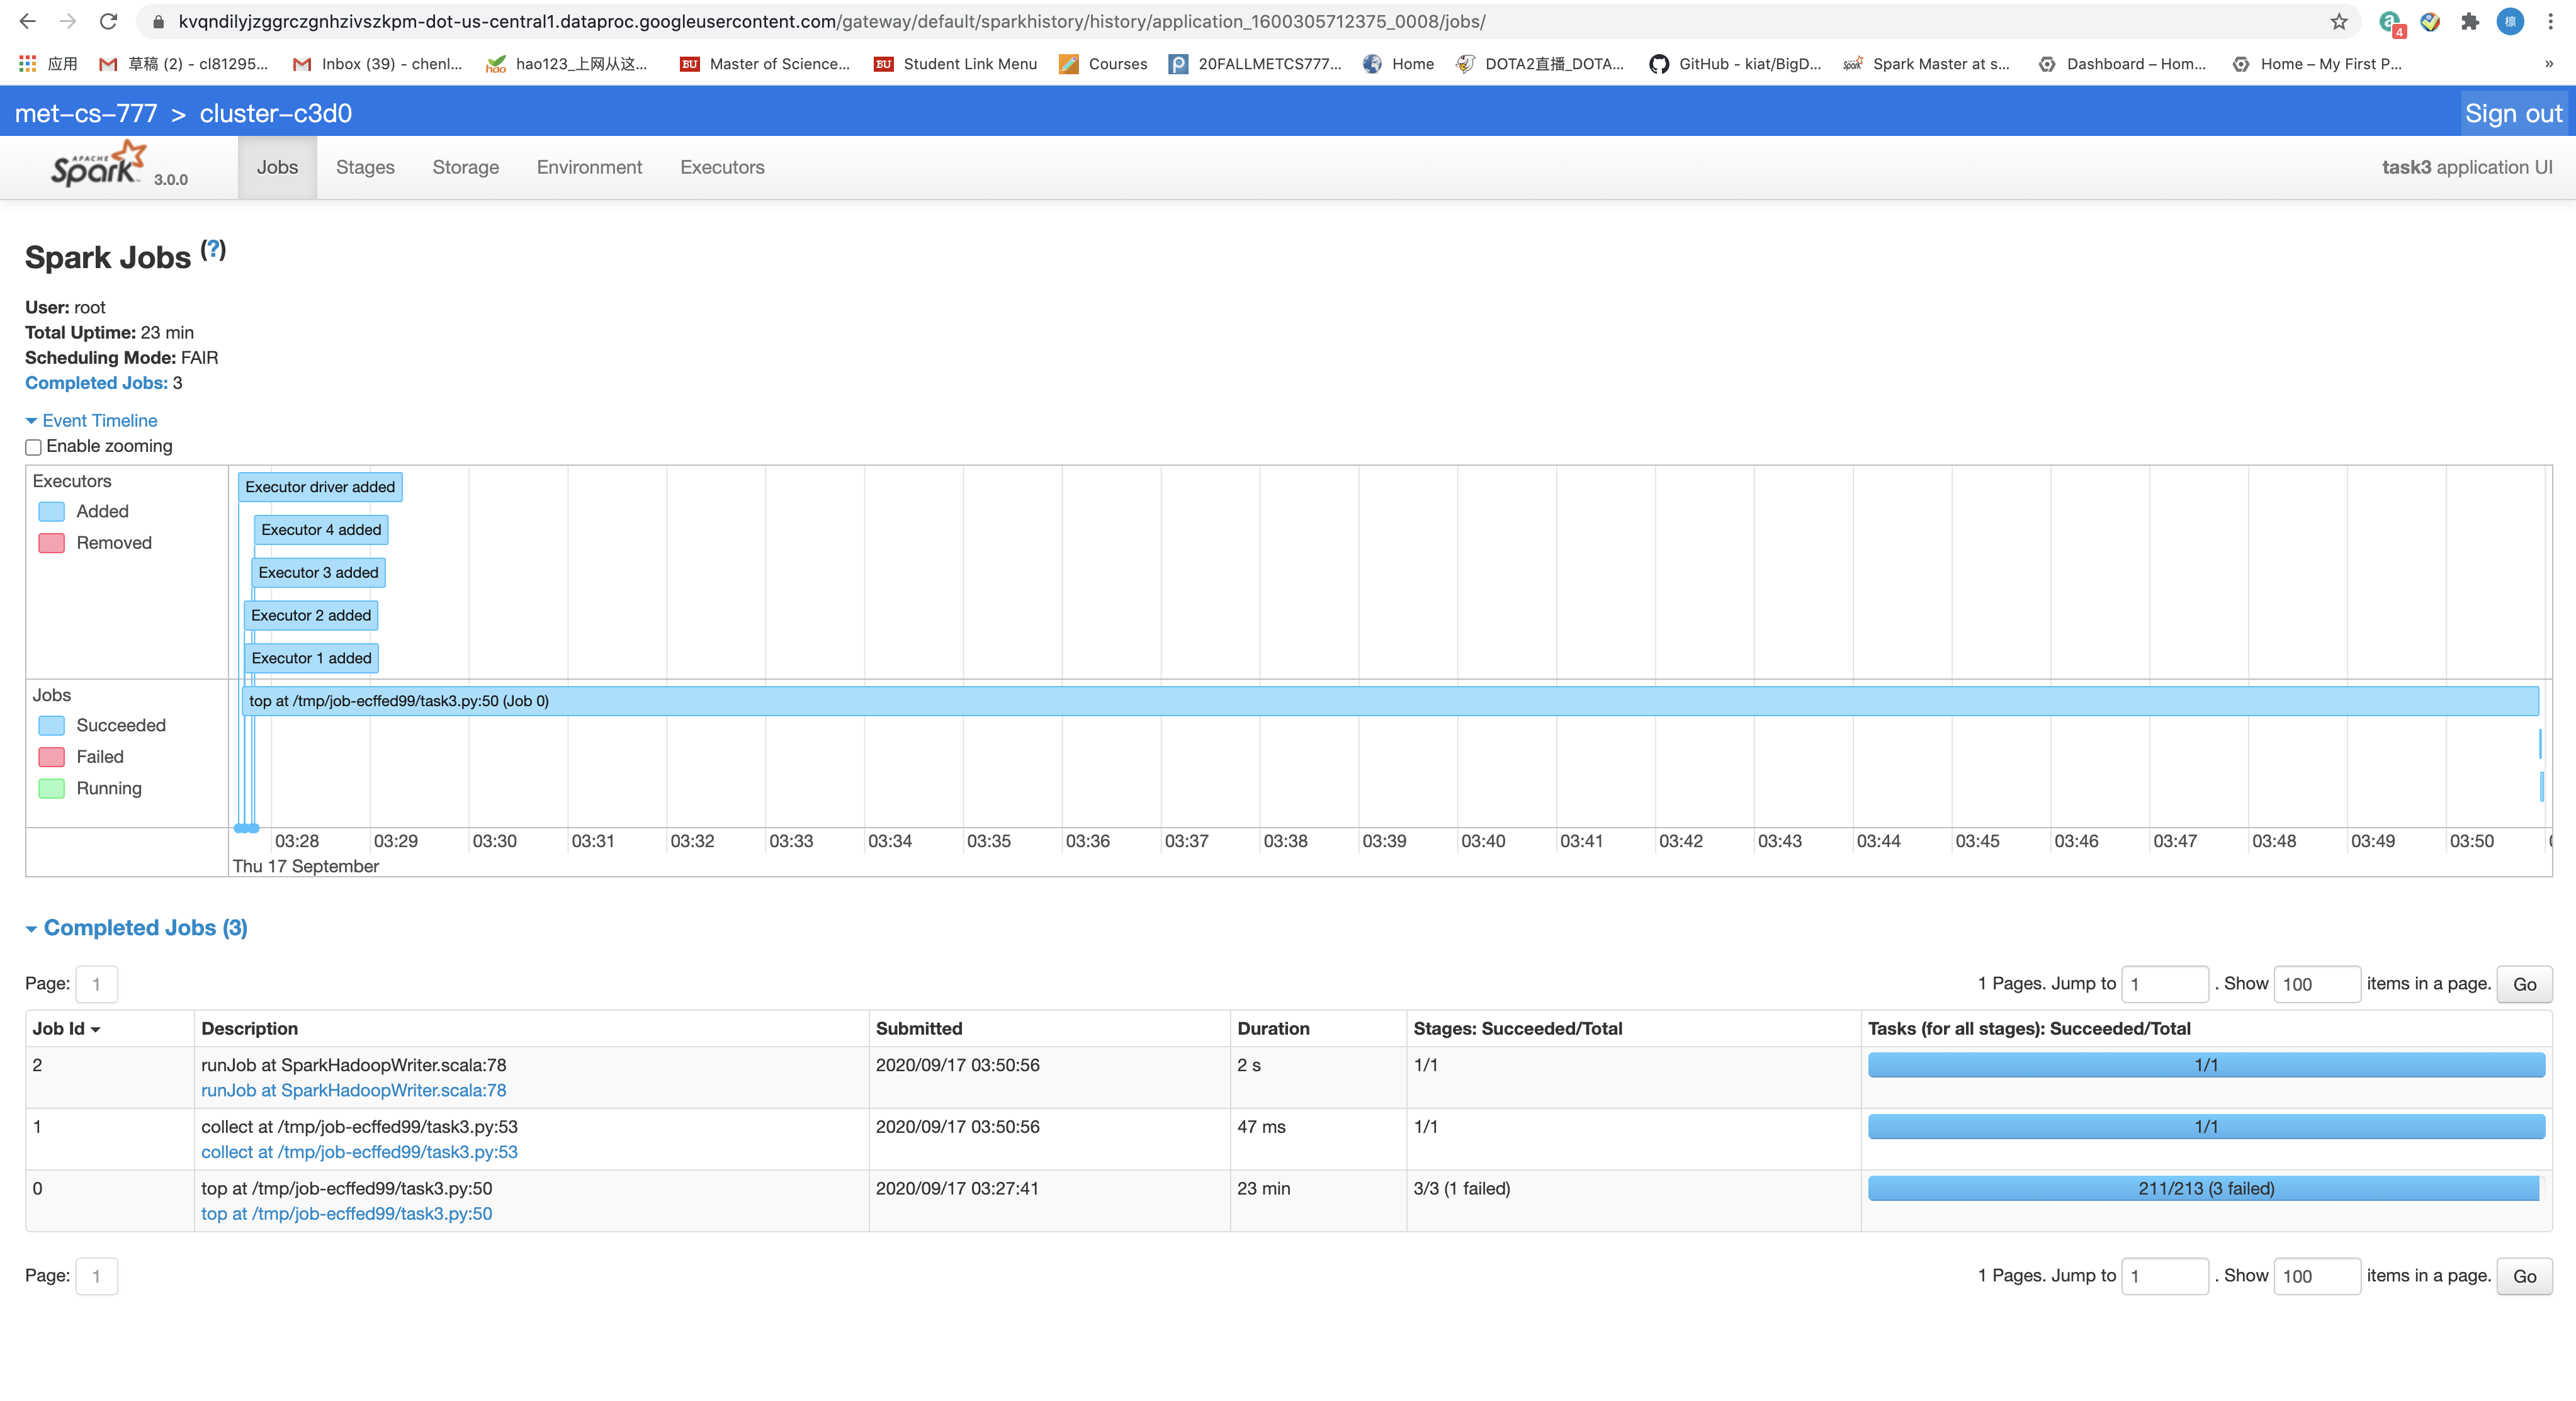 kvqndilyjzggrczgnhzivszkpm-dot-us-central1.dataproc.googleusercontent.com/gateway/default/sparkhistory/history/application_1600305712375_0008/jobs/
4
檩
应用 草稿 (2) - cl81295... Inbox (39) - chenl... hao hao123_上网从这... BU Master of Science... BU Student Link Menu Courses 20FALLMETCS777... Home DOTA2直播_DOTA... GitHub - kiat/BigD... Spark Master at s... Dashboard – Hom... Home – My First P... »
met-cs-777 > cluster-c3d0 Sign out
APACHE Spark 3.0.0 Jobs Stages Storage Environment Executors task3 application UI
Spark Jobs (?)
User: root
Total Uptime: 23 min
Scheduling Mode: FAIR
Completed Jobs: 3
Event Timeline
Enable zooming
Executors
Added
Removed
Executor driver added
Executor 4 added
Executor 3 added
Executor 2 added
Executor 1 added
Jobs
Succeeded
Failed
Running
top at /tmp/job-ecffed99/task3.py:50 (Job 0)
03:28 03:29 03:30 03:31 03:32 03:33 03:34 03:35 03:36 03:37 03:38 03:39 03:40 03:41 03:42 03:43 03:44 03:45 03:46 03:47 03:48 03:49 03:50
Thu 17 September
Completed Jobs (3)
Page: 1 1 Pages. Jump to 1 . Show 100 items in a page. Go
Job Id Description Submitted Duration Stages: Succeeded/Total Tasks (for all stages): Succeeded/Total
2 runJob at SparkHadoopWriter.scala:78 2020/09/17 03:50:56 2 s 1/1 1/1
runJob at SparkHadoopWriter.scala:78
1 collect at /tmp/job-ecffed99/task3.py:53 2020/09/17 03:50:56 47 ms 1/1 1/1
collect at /tmp/job-ecffed99/task3.py:53
0 top at /tmp/job-ecffed99/task3.py:50 2020/09/17 03:27:41 23 min 3/3 (1 failed) 211/213 (3 failed)
top at /tmp/job-ecffed99/task3.py:50
Page: 1 1 Pages. Jump to 1 . Show 100 items in a page. Go